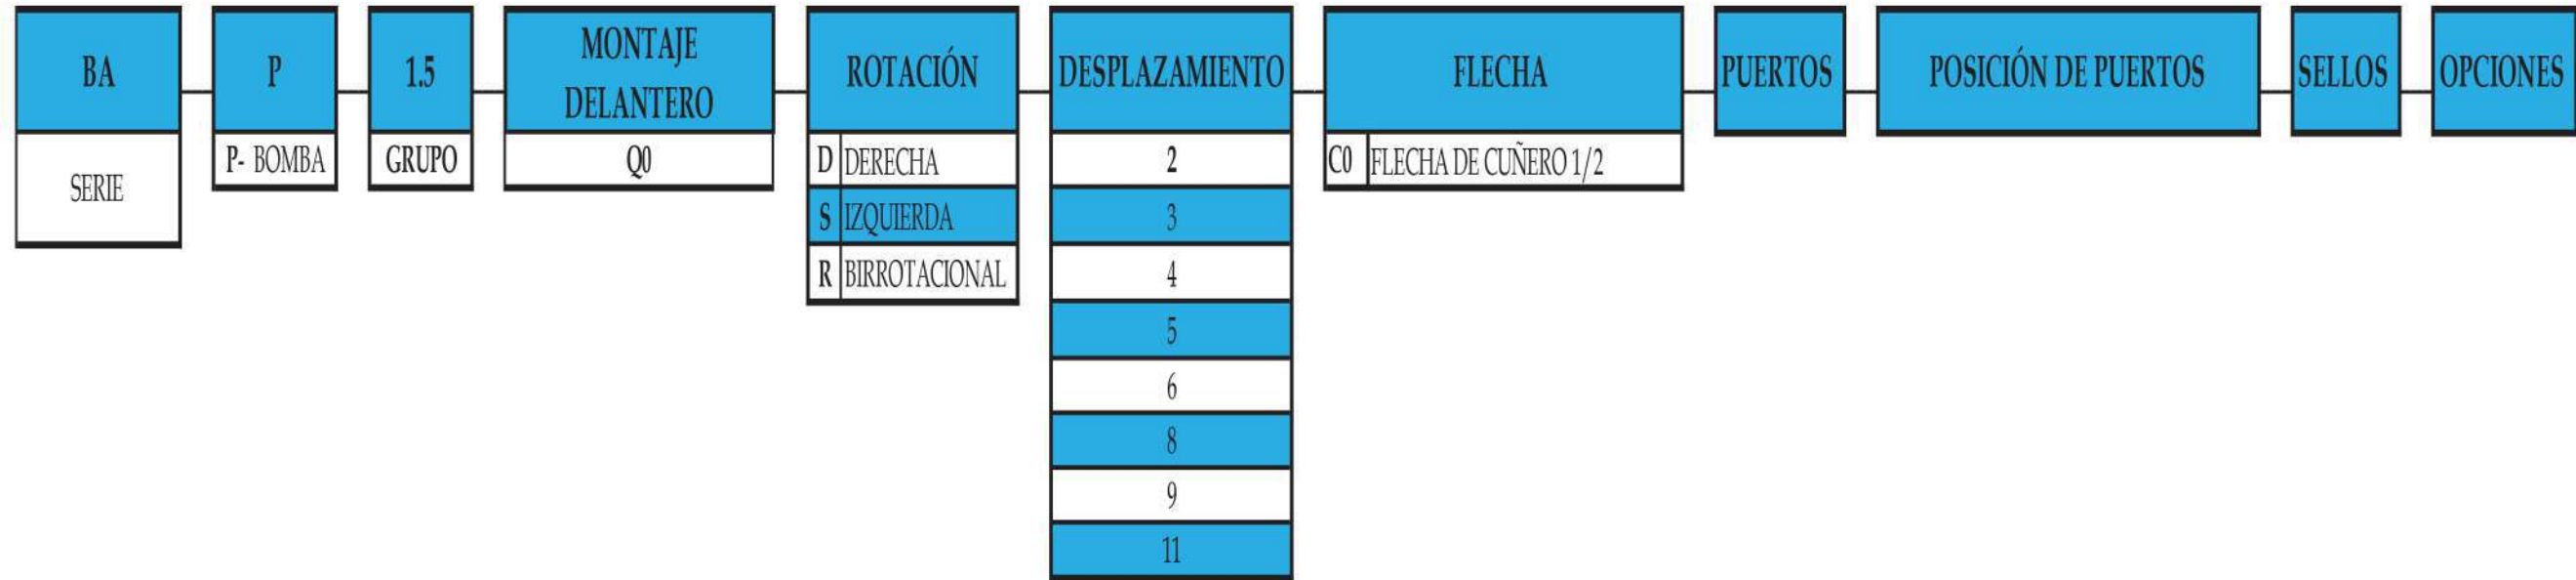 BA
P
1.5
MONTAJE
DELANTERO
ROTACIÓN
DESPLAZAMIENTO
FLECHA
PUERTOS
POSICIÓN DE PUERTOS
SELLOS
OPCIONES
SERIE
P- BOMBA
GRUPO
Q0
D DERECHA
S IZQUIERDA
R BIRROTACIONAL
2
3
4
5
6
8
9
11
C0 FLECHA DE CUÑERO 1/2